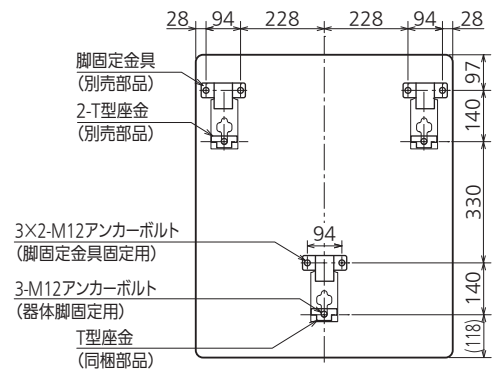 28 94 228 228 94 28
脚固定金具
(別売部品)
2-T型座金
(別売部品)
97
140
330
3×2-M12アンカーボルト
(脚固定金具固定用)
94
3-M12アンカーボルト
(器体脚固定用)
140
T型座金
(同梱部品)
(118)